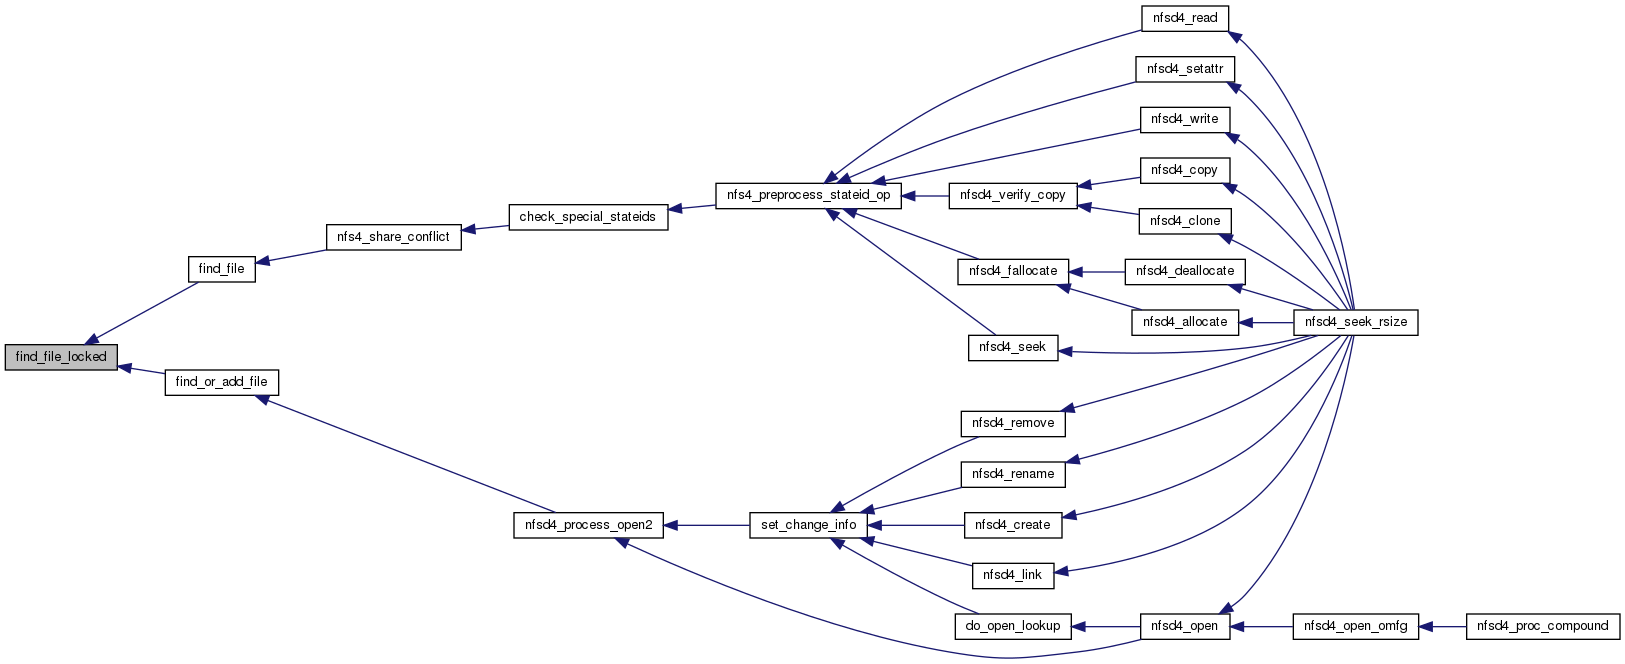 nfsd4_read
nfsd4_setattr
nfsd4_write
nfsd4_copy
nfs4_preprocess_stateid_op
nfsd4_verify_copy
check_special_stateids
nfsd4_clone
nfs4_share_conflict
find_file
nfsd4_fallocate
nfsd4_deallocate
nfsd4_allocate
nfsd4_seek_rsize
nfsd4_seek
find_file_locked
find_or_add_file
nfsd4_remove
nfsd4_rename
nfsd4_process_open2
set_change_info
nfsd4_create
nfsd4_link
do_open_lookup
nfsd4_open
nfsd4_open_omfg
nfsd4_proc_compound